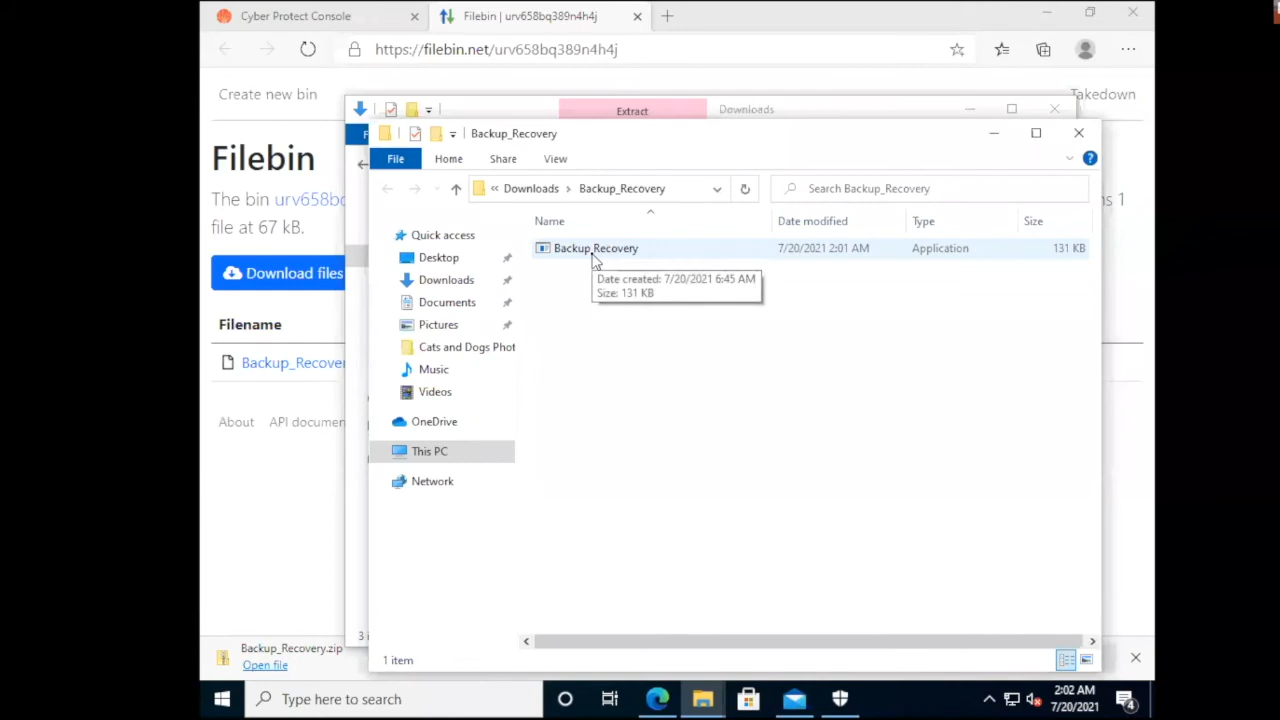 Cyber Protect Console
Filebin | urv658bq389n4h4j
https://filebin.net/urv658bq389n4h4j
Create new bin
Takedown
Extract
Downloads
Backup_Recovery
File
Home
Share
View
Filebin
Downloads
Backup_Recovery
Search Backup_Recovery
The bin
ns 1
file at 67 kB.
Name
Date modified
Type
Size
Quick access
Backup_Recovery
7/20/2021 2:01 AM
Application
131 KB
Desktop
Download files
Downloads
Date created: 7/20/2021 6:45 AM
Size: 131 KB
Documents
Filename
Pictures
Cats and Dogs Phot
Backup_Recover
Music
Videos
About
API documen
OneDrive
This PC
Network
3 i
Backup_Recovery.zip
Open file
1 item
Type here to search
2:02 AM
7/20/2021
4